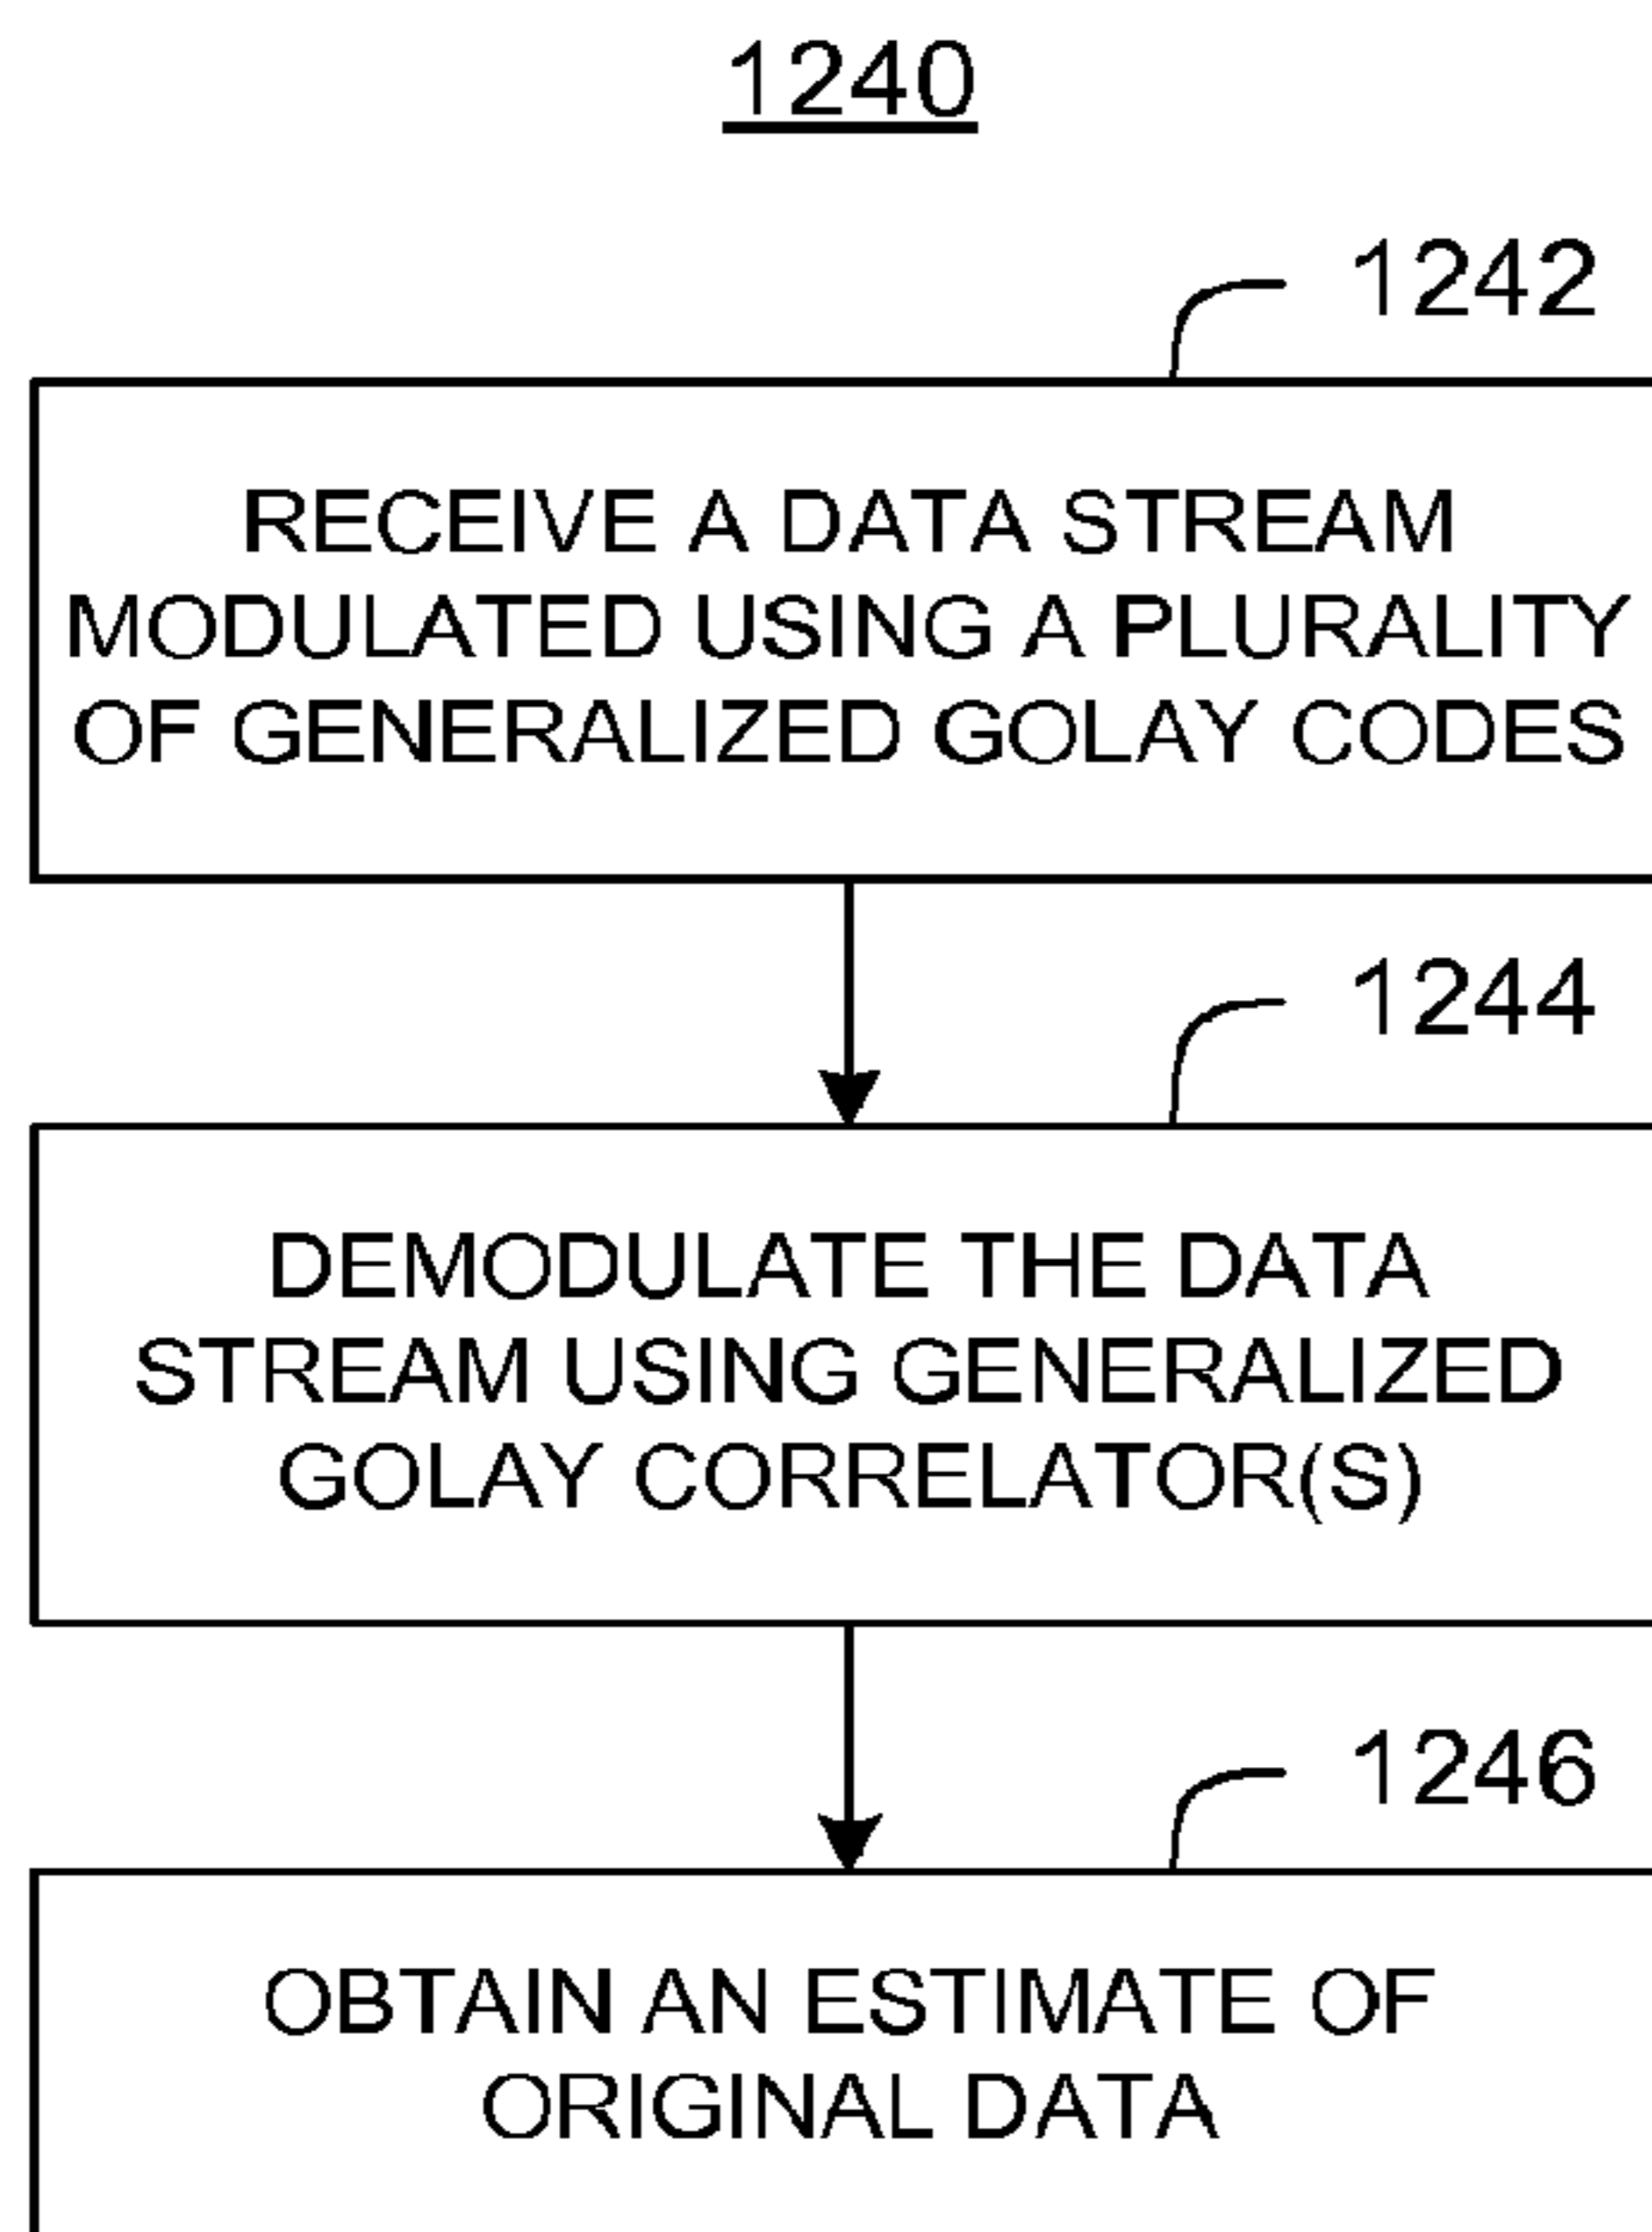 1240
1242
RECEIVE A DATA STREAM
MODULATED USING A PLURALITY
OF GENERALIZED GOLAY CODES
1244
DEMODULATE THE DATA
STREAM USING GENERALIZED
GOLAY CORRELATOR(S)
1246
OBTAIN AN ESTIMATE OF
ORIGINAL DATA